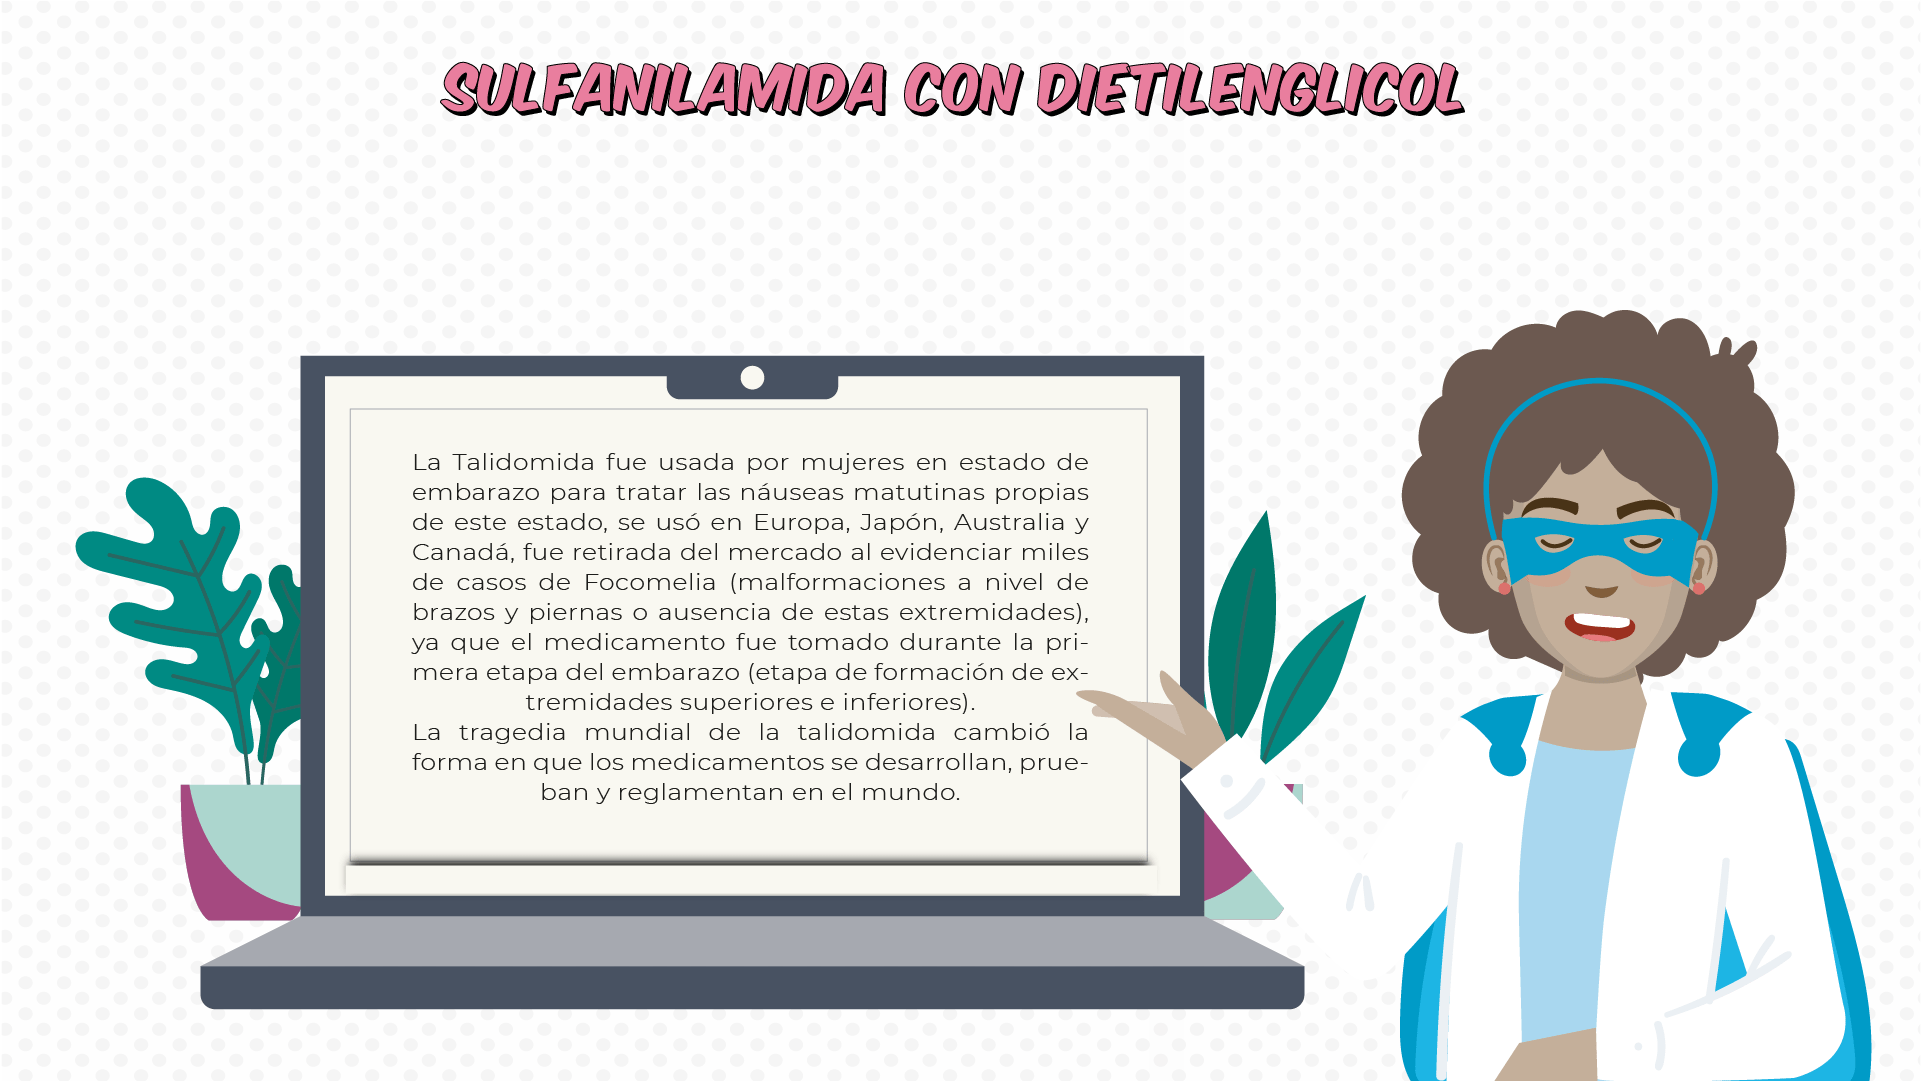 SULFANILAMIDA CON DIETILENGLICOL
La Talidomida fue usada por mujeres en estado de
embarazo para tratar las náuseas matutinas propias
de este estado, se usó en Europa, Japón, Australia y
Canadá, fue retirada del mercado al evidenciar miles
de casos de Focomelia (malformaciones a nivel de
brazos y piernas o ausencia de estas extremidades),
ya que el medicamento fue tomado durante la pri-
mera etapa del embarazo (etapa de formación de ex-
tremidades superiores e inferiores).
La tragedia mundial de la talidomida cambió la
forma en que los medicamentos se desarrollan, prue-
ban y reglamentan en el mundo.